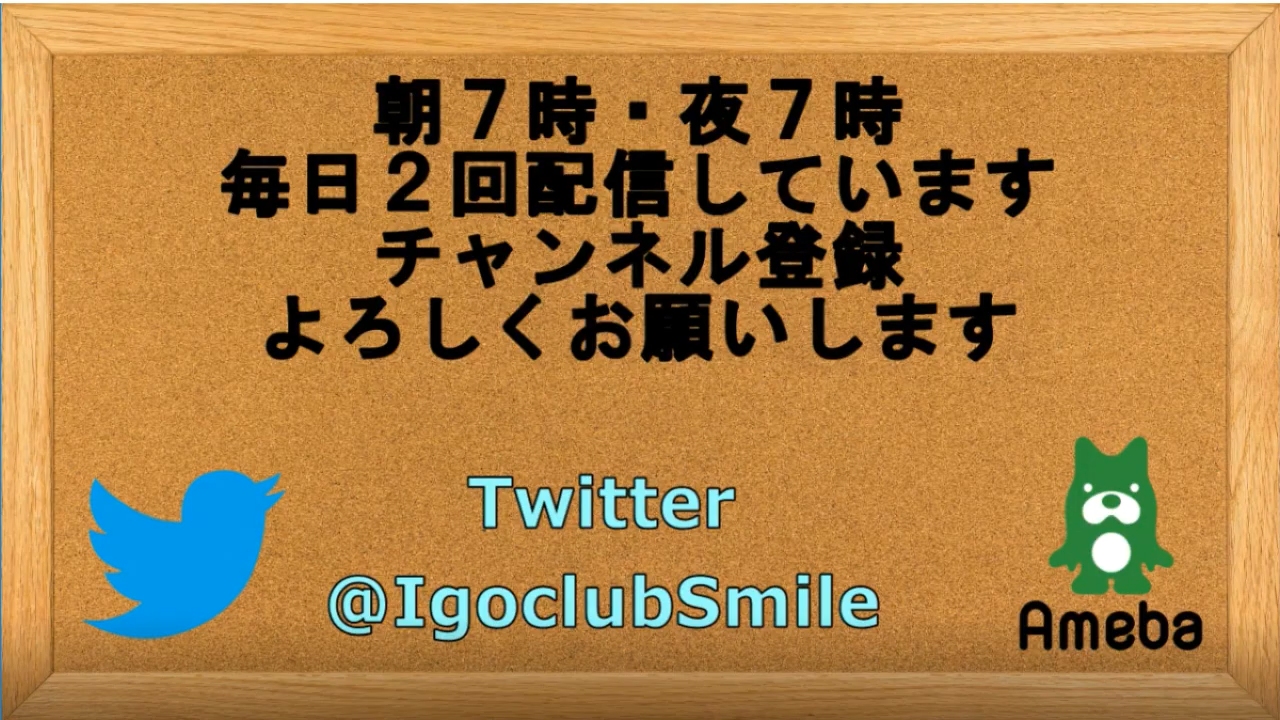 朝７時・夜７時
毎日２回配信しています
チャンネル登録
よろしくお願いします
Twitter
@IgoclubSmile
Ameba